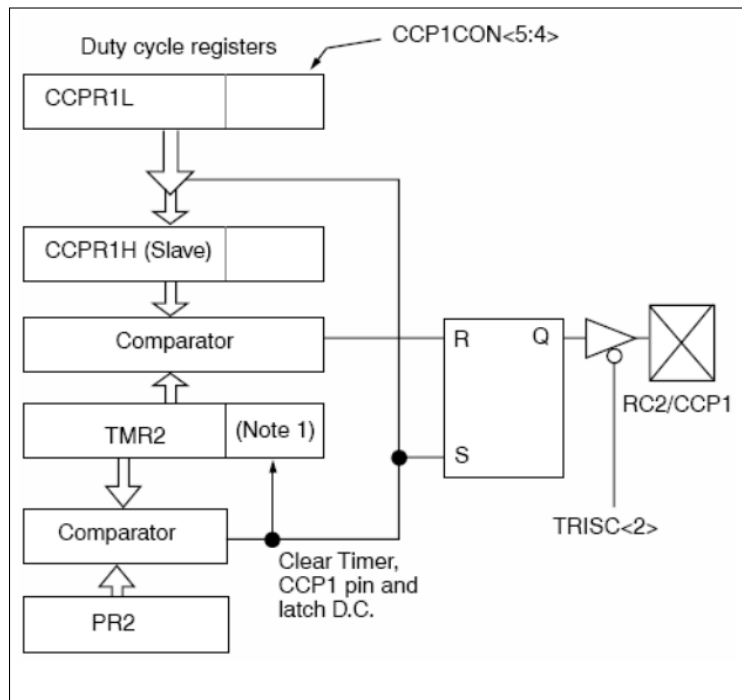 Duty cycle registers
CCP1CON<5:4>
CCPR1L
CCPR1H (Slave)
Comparator
R
Q
RC2/CCP1
TMR2
(Note 1)
S
TRISC<2>
Comparator
Clear Timer,
CCP1 pin and
latch D.C.
PR2